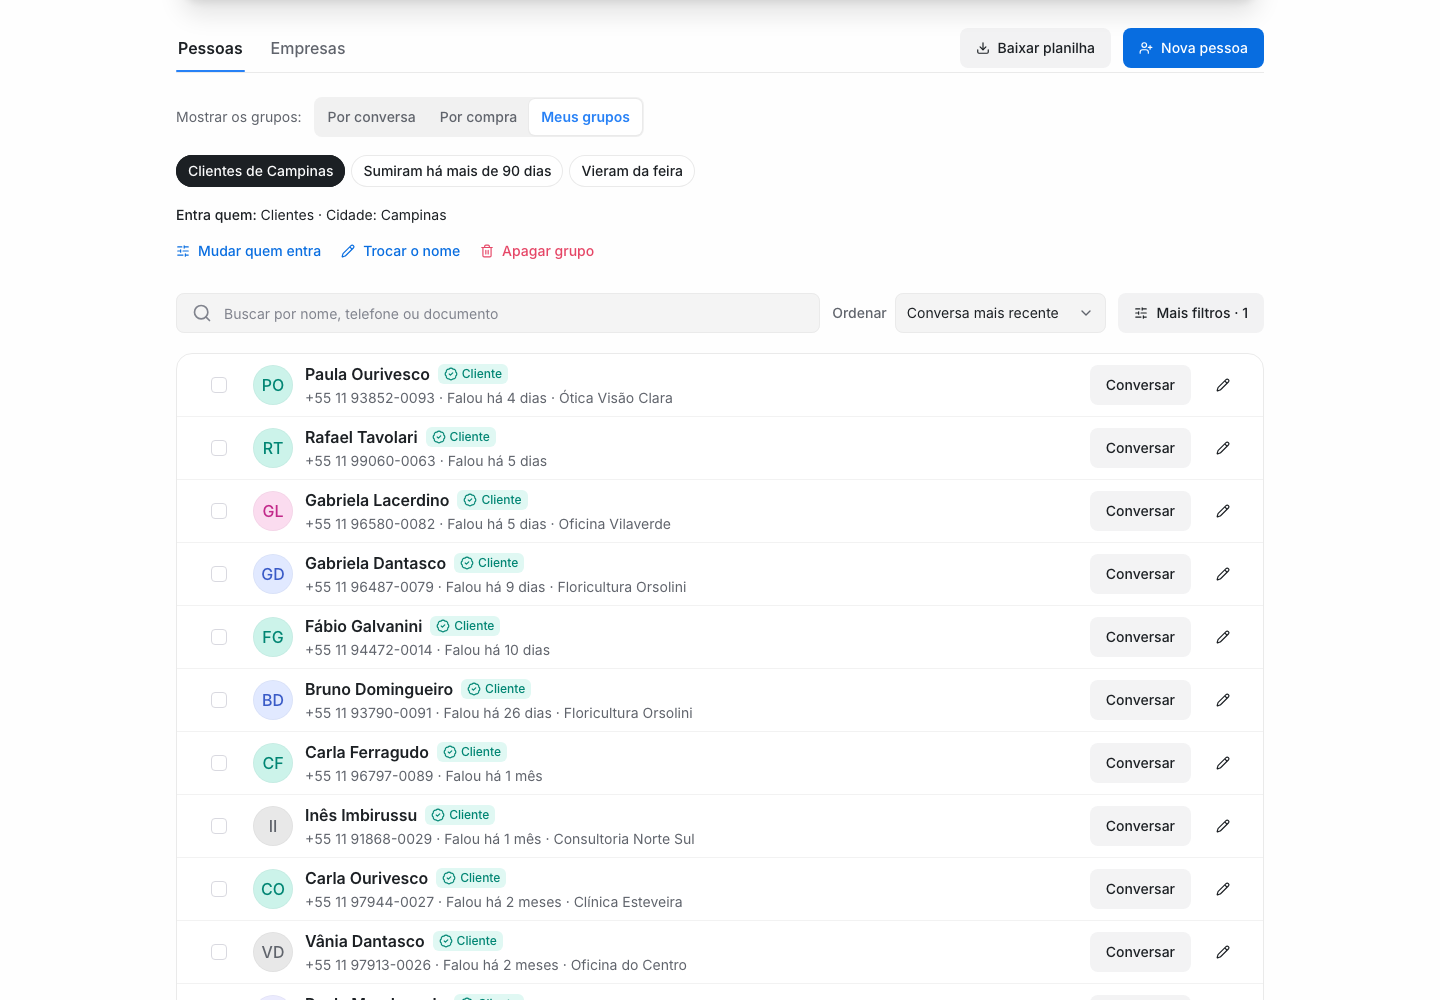 Pessoas Empresas Baixar planilha Nova pessoa
Mostrar os grupos: Por conversa Por compra Meus grupos
Clientes de Campinas Sumiram há mais de 90 dias Vieram da feira
Entra quem: Clientes · Cidade: Campinas
Mudar quem entra Trocar o nome Apagar grupo
Buscar por nome, telefone ou documento Ordenar Conversa mais recente Mais filtros · 1
PO Paula Ourivesco Cliente
+55 11 93852-0093 · Falou há 4 dias · Ótica Visão Clara
Conversar
RT Rafael Tavolari Cliente
+55 11 99060-0063 · Falou há 5 dias
Conversar
GL Gabriela Lacerdino Cliente
+55 11 96580-0082 · Falou há 5 dias · Oficina Vilaverde
Conversar
GD Gabriela Dantasco Cliente
+55 11 96487-0079 · Falou há 9 dias · Floricultura Orsolini
Conversar
FG Fábio Galvanini Cliente
+55 11 94472-0014 · Falou há 10 dias
Conversar
BD Bruno Domingueiro Cliente
+55 11 93790-0091 · Falou há 26 dias · Floricultura Orsolini
Conversar
CF Carla Ferragudo Cliente
+55 11 96797-0089 · Falou há 1 mês
Conversar
II Inês Imbirussu Cliente
+55 11 91868-0029 · Falou há 1 mês · Consultoria Norte Sul
Conversar
CO Carla Ourivesco Cliente
+55 11 97944-0027 · Falou há 2 meses · Clínica Esteveira
Conversar
VD Vânia Dantasco Cliente
+55 11 97913-0026 · Falou há 2 meses · Oficina do Centro
Conversar